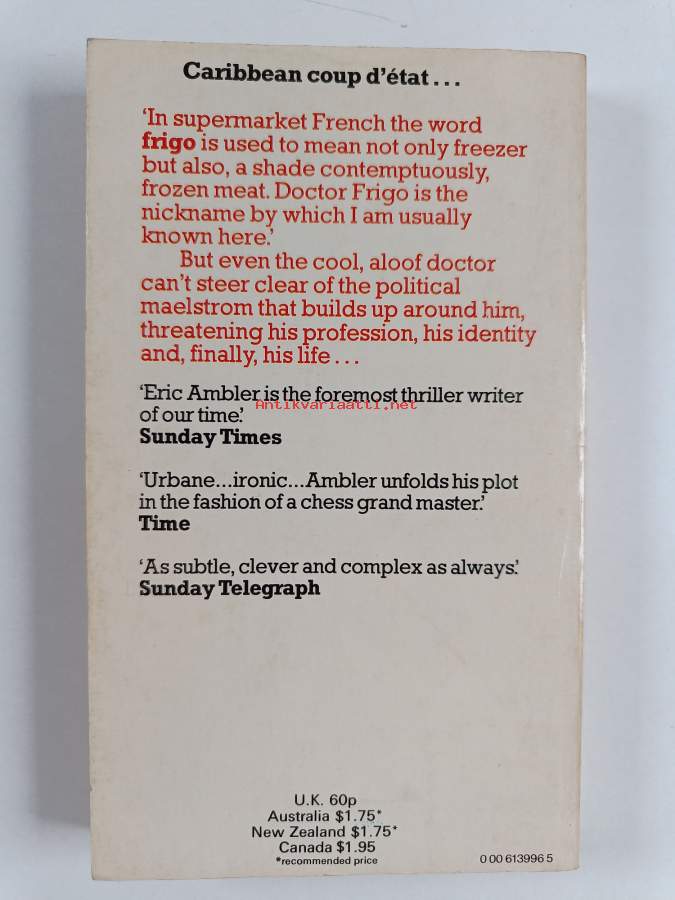 Caribbean coup d'état...
'In supermarket French the word
frigo is used to mean not only freezer
but also, a shade contemptuously,
frozen meat. Doctor Frigo is the
nickname by which I am usually
known here.'
But even the cool, aloof doctor
can't steer clear of the political
maelstrom that builds up around him,
threatening his profession, his identity
and, finally, his life...
'Eric Ambler is the foremost thriller writer
Antikvariaatti.net
of our time.'
Sunday Times
'Urbane...ironic...Ambler unfolds his plot
in the fashion of a chess grand master.'
Time
'As subtle, clever and complex as always.'
Sunday Telegraph
U.K. 60p
Australia $1.75*
New Zealand $1.75*
Canada $1.95
*recommended price
0 00 613996 5